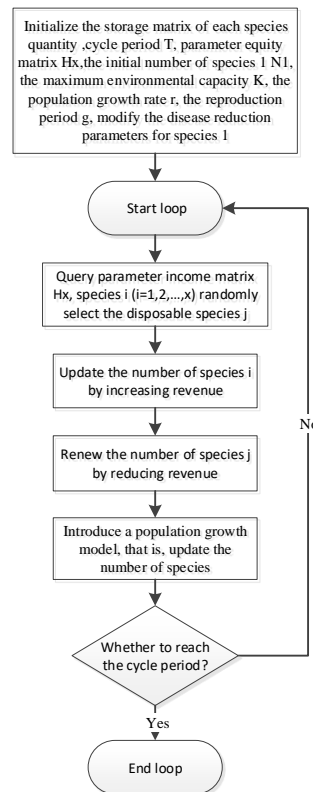 Initialize the storage matrix of each species
quantity ,cycle period T, parameter equity
matrix Hx,the initial number of species 1 N1,
the maximum environmental capacity K, the
population growth rate r, the reproduction
period g, modify the disease reduction
parameters for species 1
Start loop
Query parameter income matrix
Hx, species i (i=1,2,...,x) randomly
select the disposable species j
Update the number of species i
by increasing revenue
Renew the number of species j
by reducing revenue
Introduce a population growth
model, that is, update the
number of species
Whether to reach
the cycle period?
No
Yes
End loop